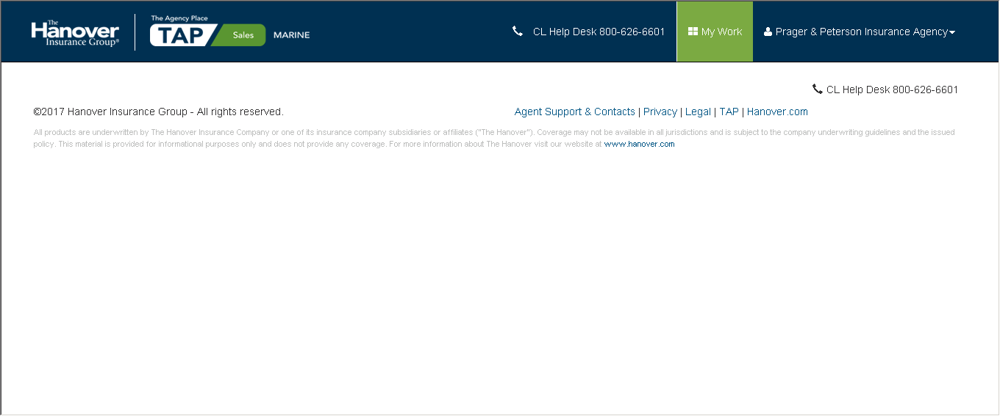 The Hanover Insurance Group®
The Agency Place
TAP Sales MARINE
CL Help Desk 800-626-6601
My Work
Prager & Peterson Insurance Agency
CL Help Desk 800-626-6601
©2017 Hanover Insurance Group - All rights reserved.
Agent Support & Contacts | Privacy | Legal | TAP | Hanover.com
All products are underwritten by The Hanover Insurance Company or one of its insurance company subsidiaries or affiliates ("The Hanover"). Coverage may not be available in all jurisdictions and is subject to the company underwriting guidelines and the issued
policy. This material is provided for informational purposes only and does not provide any coverage. For more information about The Hanover visit our website at www.hanover.com